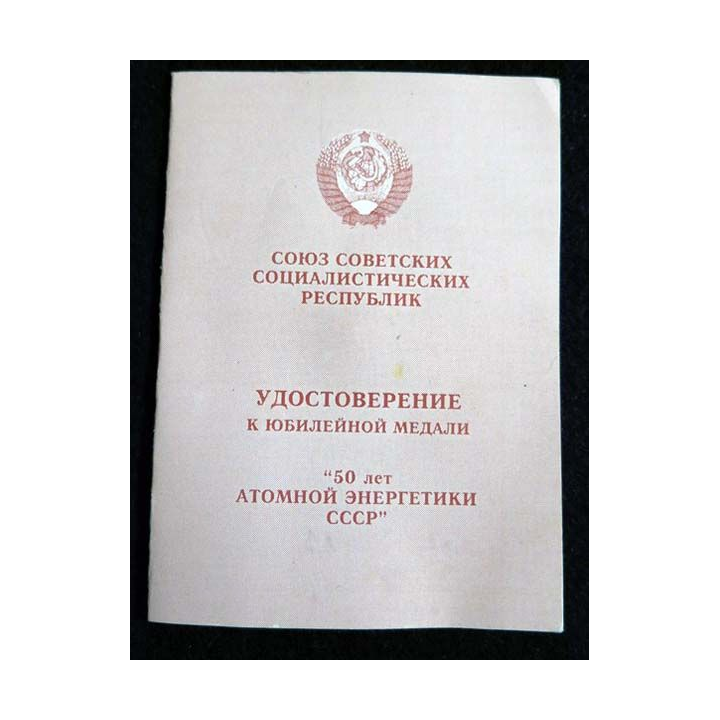 СОЮЗ СОВЕТСКИХ
СОЦИАЛИСТИЧЕСКИХ
РЕСПУБЛИК
УДОСТОВЕРЕНИЕ
К ЮБИЛЕЙНОЙ МЕДАЛИ
“50 лет
АТОМНОЙ ЭНЕРГЕТИКИ
СССР”